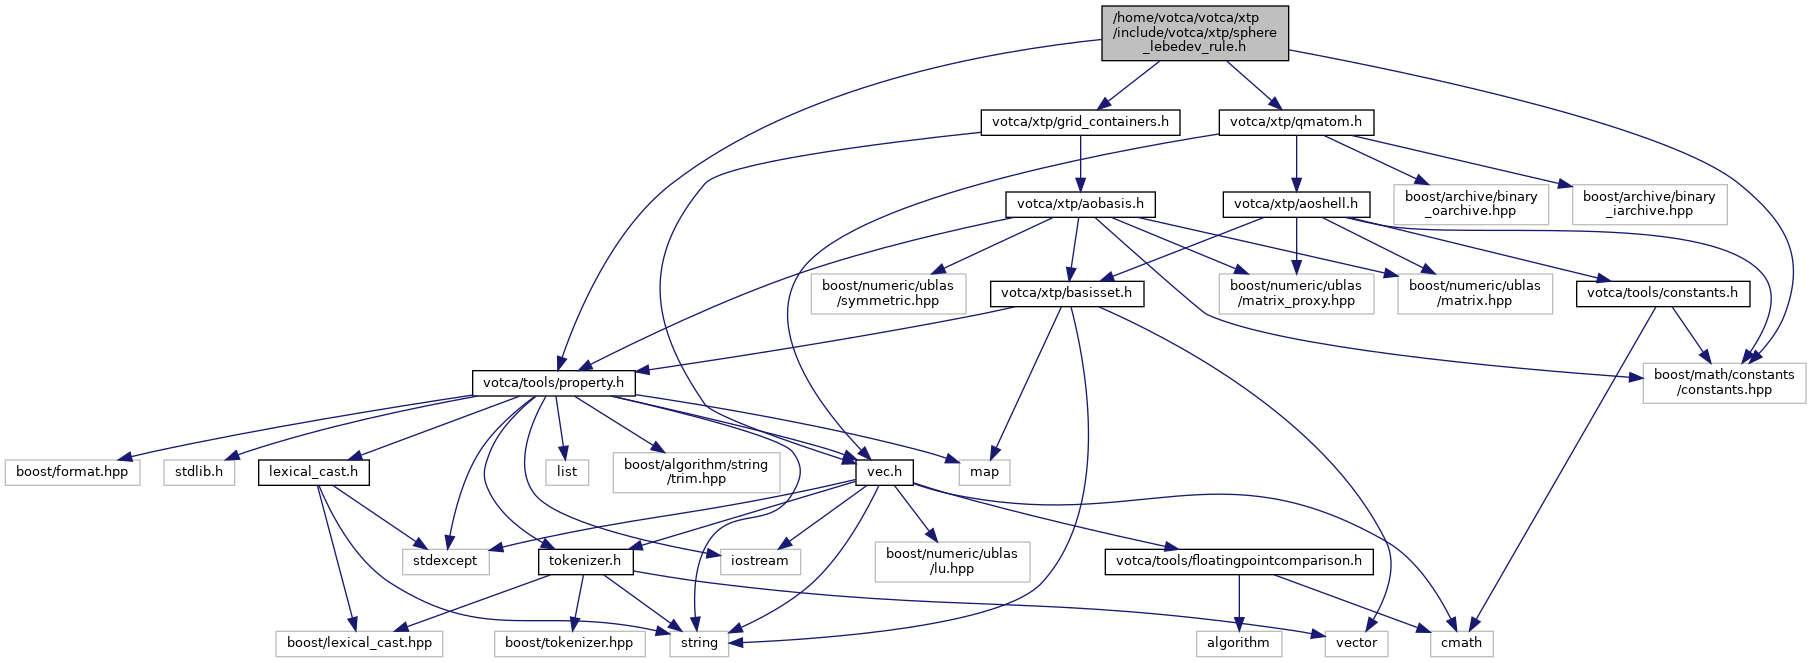 /home/votca/votca/xtp
/include/votca/xtp/sphere
_lebedev_rule.h
votca/xtp/grid_containers.h
votca/xtp/qmatom.h
votca/xtp/aobasis.h
votca/xtp/aoshell.h
boost/archive/binary
_oarchive.hpp
boost/archive/binary
_iarchive.hpp
boost/numeric/ublas
/symmetric.hpp
votca/xtp/basisset.h
boost/numeric/ublas
/matrix_proxy.hpp
boost/numeric/ublas
/matrix.hpp
votca/tools/constants.h
votca/tools/property.h
boost/math/constants
/constants.hpp
boost/format.hpp
stdlib.h
lexical_cast.h
list
boost/algorithm/string
/trim.hpp
vec.h
map
stdexcept
tokenizer.h
iostream
boost/numeric/ublas
/lu.hpp
votca/tools/floatingpointcomparison.h
boost/lexical_cast.hpp
boost/tokenizer.hpp
string
algorithm
vector
cmath